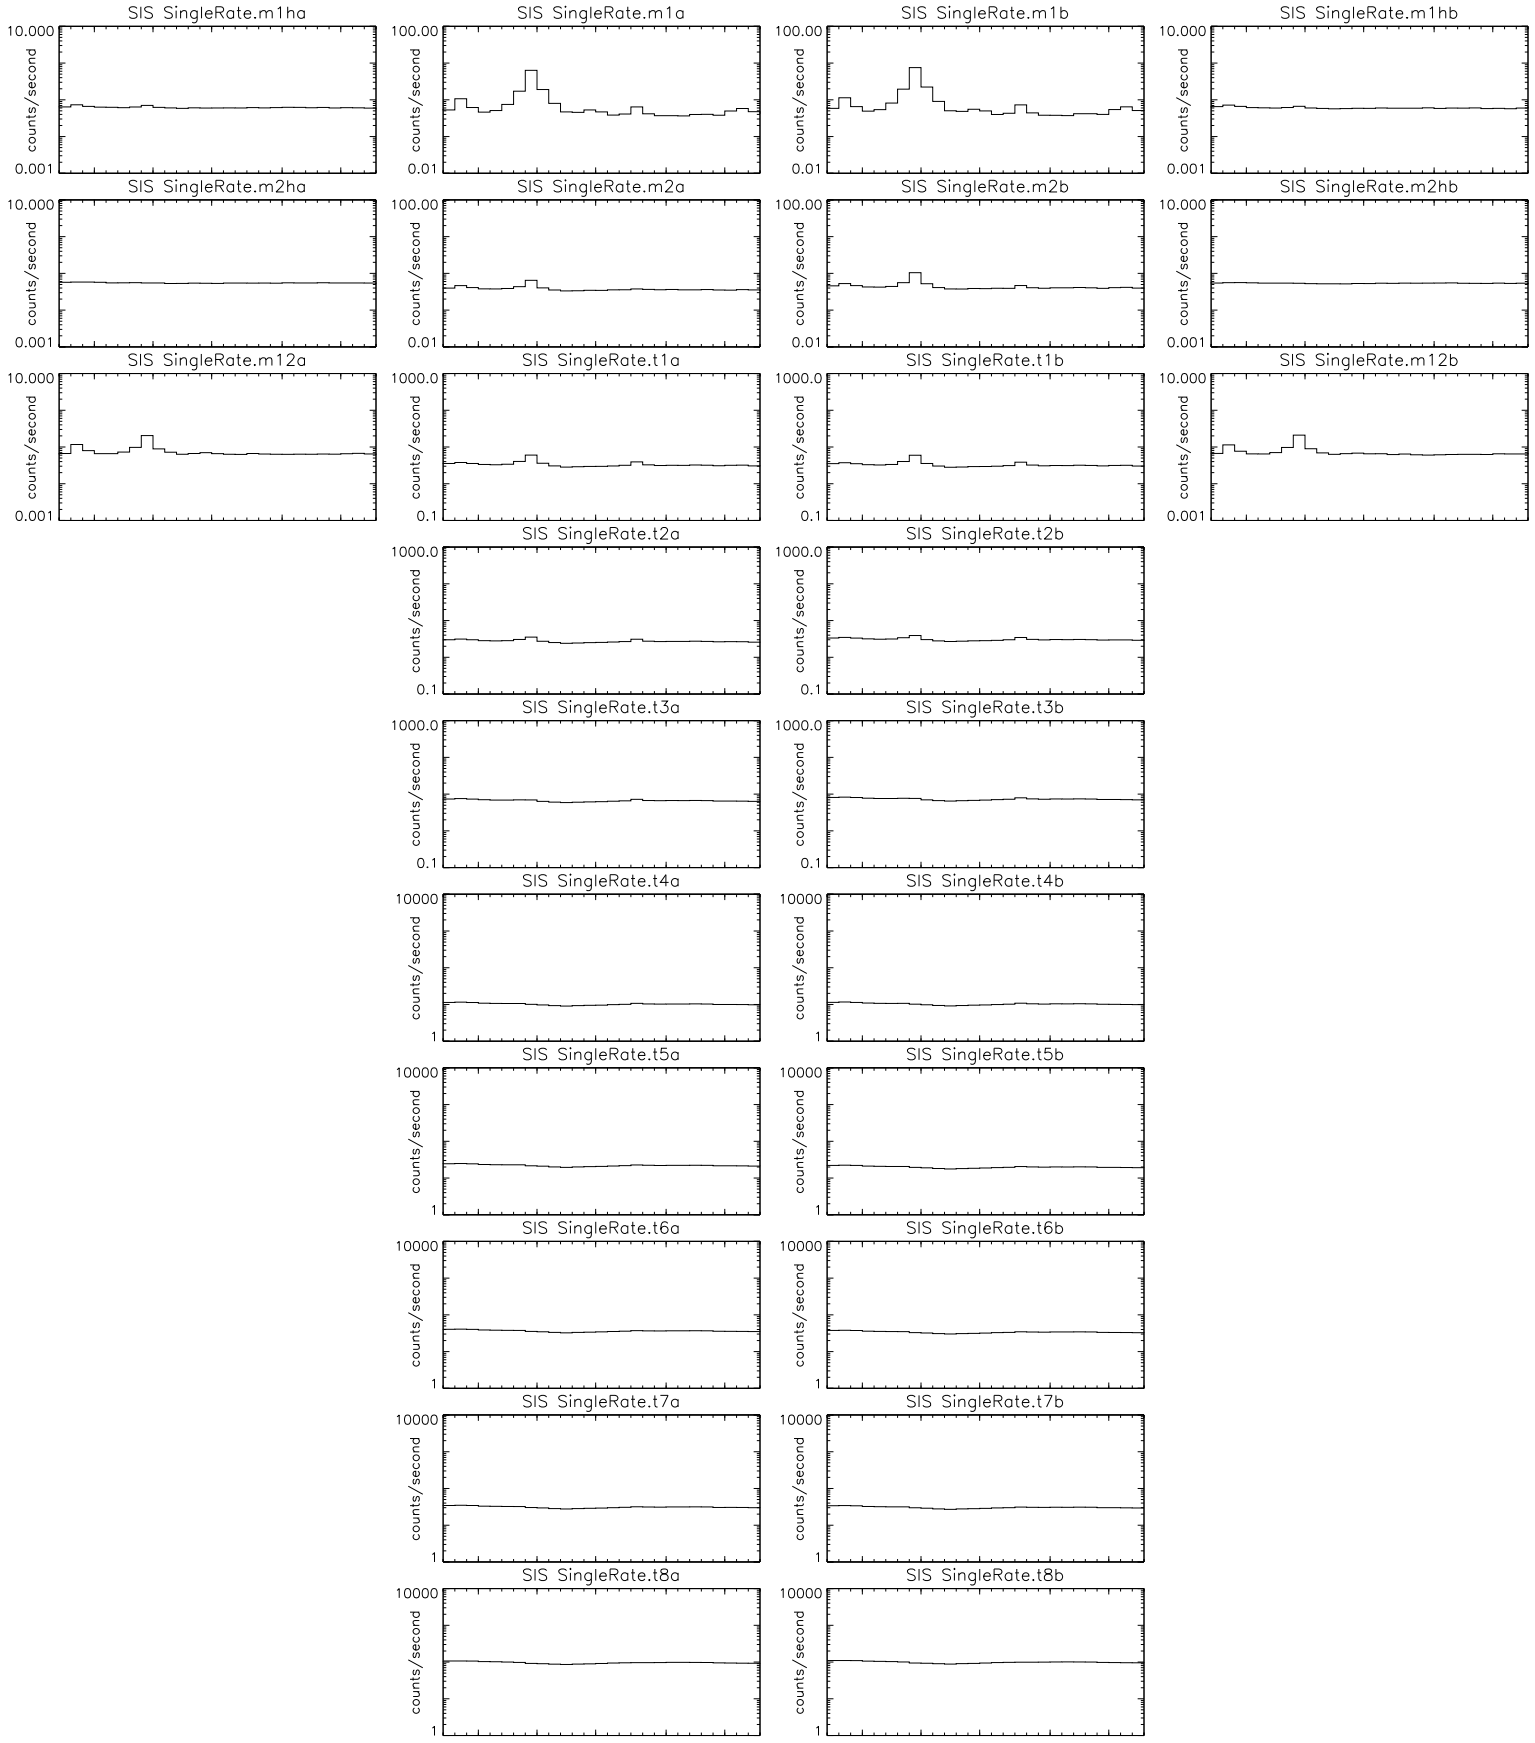 SIS SingleRate.m1ha
SIS SingleRate.m1a
SIS SingleRate.m1b
SIS SingleRate.m1hb
10.000
counts/second
0.001
100.00
counts/second
0.01
100.00
counts/second
0.01
10.000
counts/second
0.001
SIS SingleRate.m2ha
SIS SingleRate.m2a
SIS SingleRate.m2b
SIS SingleRate.m2hb
10.000
counts/second
0.001
100.00
counts/second
0.01
100.00
counts/second
0.01
10.000
counts/second
0.001
SIS SingleRate.m12a
SIS SingleRate.t1a
SIS SingleRate.t1b
SIS SingleRate.m12b
10.000
counts/second
0.001
1000.0
counts/second
0.1
1000.0
counts/second
0.1
10.000
counts/second
0.001
SIS SingleRate.t2a
SIS SingleRate.t2b
1000.0
counts/second
0.1
1000.0
counts/second
0.1
SIS SingleRate.t3a
SIS SingleRate.t3b
1000.0
counts/second
0.1
1000.0
counts/second
0.1
SIS SingleRate.t4a
SIS SingleRate.t4b
10000
counts/second
1
10000
counts/second
1
SIS SingleRate.t5a
SIS SingleRate.t5b
10000
counts/second
1
10000
counts/second
1
SIS SingleRate.t6a
SIS SingleRate.t6b
10000
counts/second
1
10000
counts/second
1
SIS SingleRate.t7a
SIS SingleRate.t7b
10000
counts/second
1
10000
counts/second
1
SIS SingleRate.t8a
SIS SingleRate.t8b
10000
counts/second
1
10000
counts/second
1